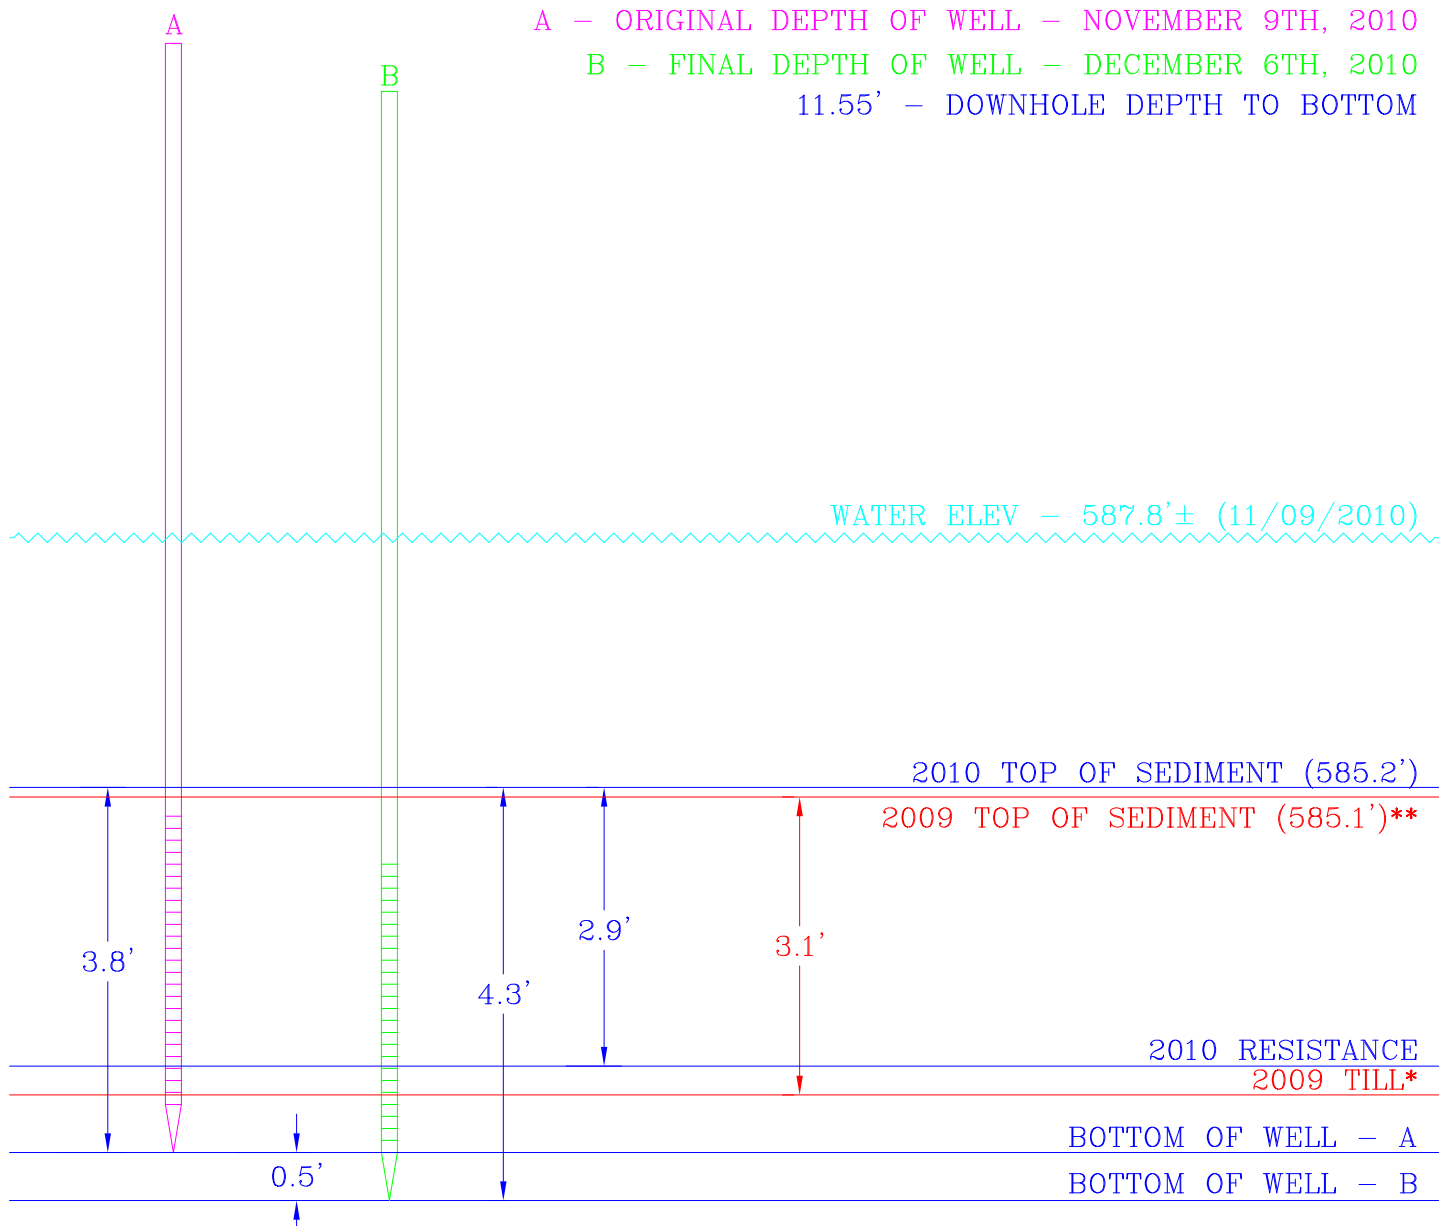 A
A – ORIGINAL DEPTH OF WELL – NOVEMBER 9TH, 2010
B
B – FINAL DEPTH OF WELL – DECEMBER 6TH, 2010
11.55' – DOWNHOLE DEPTH TO BOTTOM
WATER ELEV – 587.8'± (11/09/2010)
2010 TOP OF SEDIMENT (585.2')
2009 TOP OF SEDIMENT (585.1')**
2.9'
3.1'
3.8'
4.3'
2010 RESISTANCE
2009 TILL*
BOTTOM OF WELL – A
0.5'
BOTTOM OF WELL – B